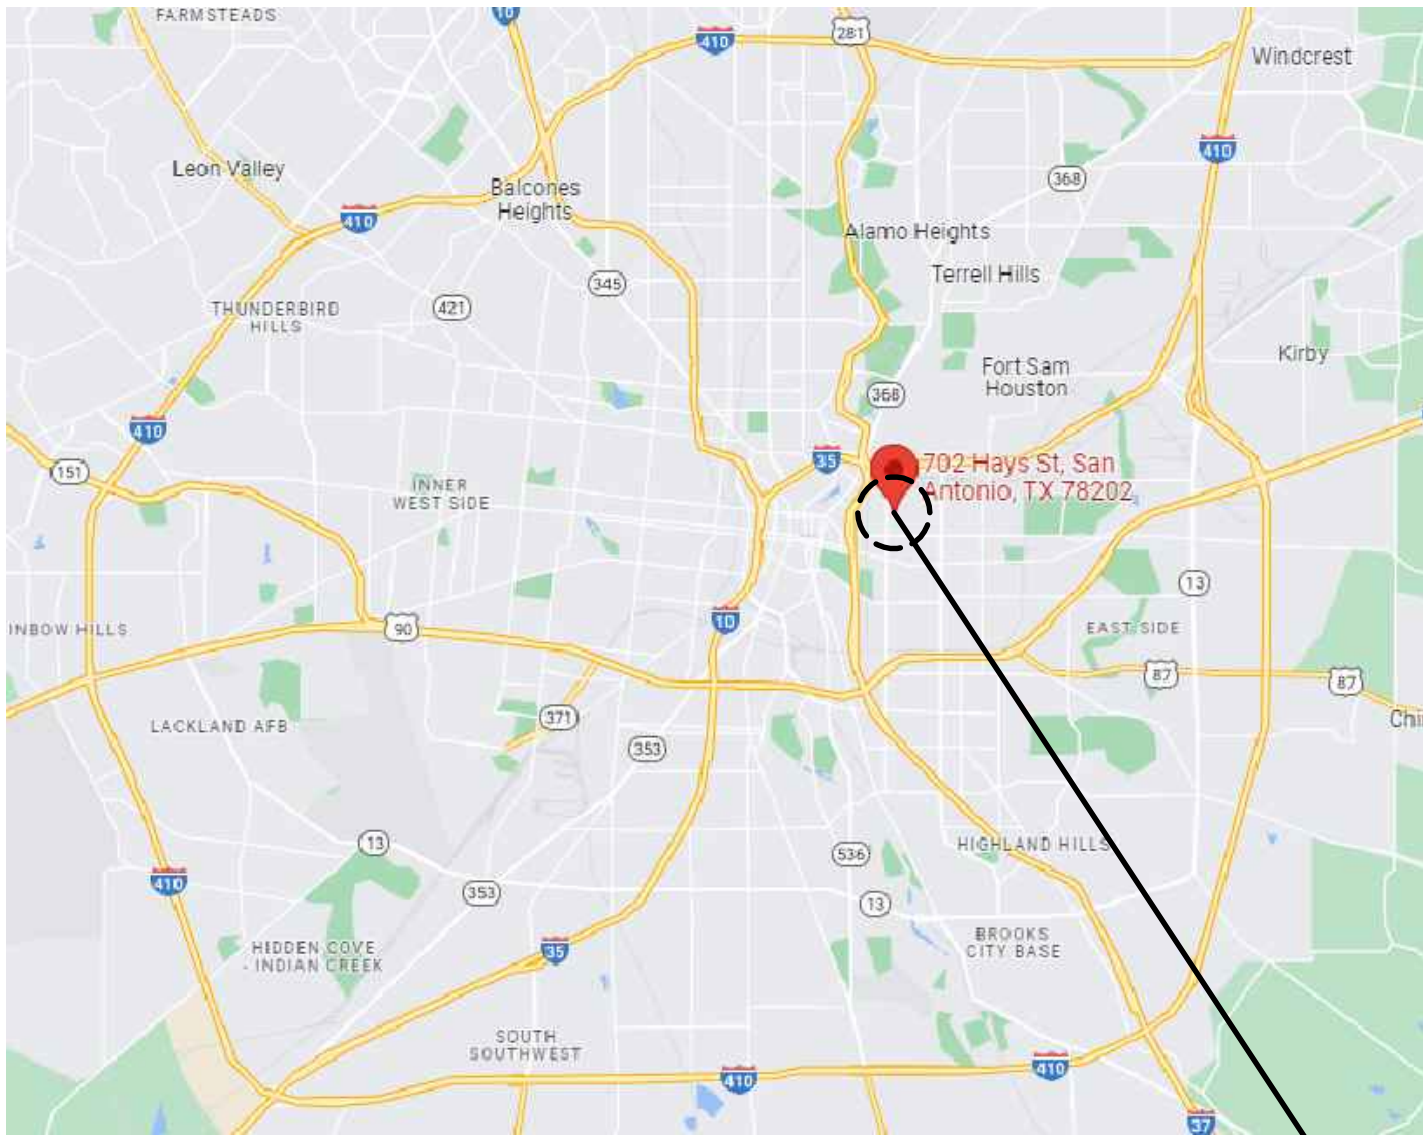 FARMSTEADS
10
410
281
Windcrest
410
Leon Valley
368
Balcones
Heights
410
Alamo Heights
Terrell Hills
345
421
THUNDERBIRD
HILLS
Kirby
Fort Sam
Houston
368
410
35
702 Hays St, San
Antonio, TX 78202
151
INNER
WEST SIDE
13
10
90
INBOW HILLS
EAST SIDE
87
87
371
Chi
LACKLAND AFB
353
13
536
HIGHLAND HILLS
410
353
13
BROOKS
CITY BASE
HIDDEN COVE
- INDIAN CREEK
35
SOUTH
SOUTHWEST
410
410
37